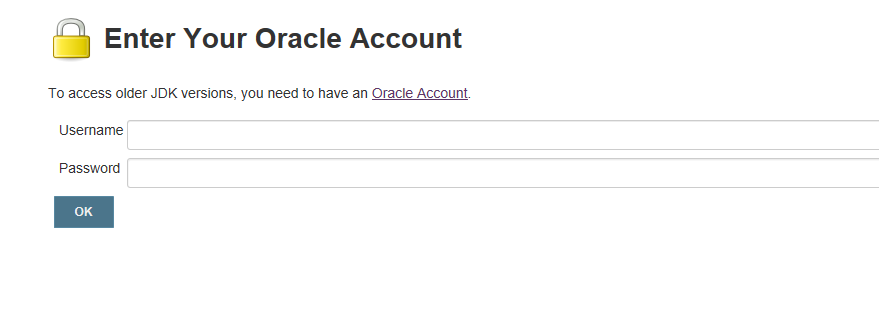 Enter Your Oracle Account
To access older JDK versions, you need to have an Oracle Account.
Username
Password
OK